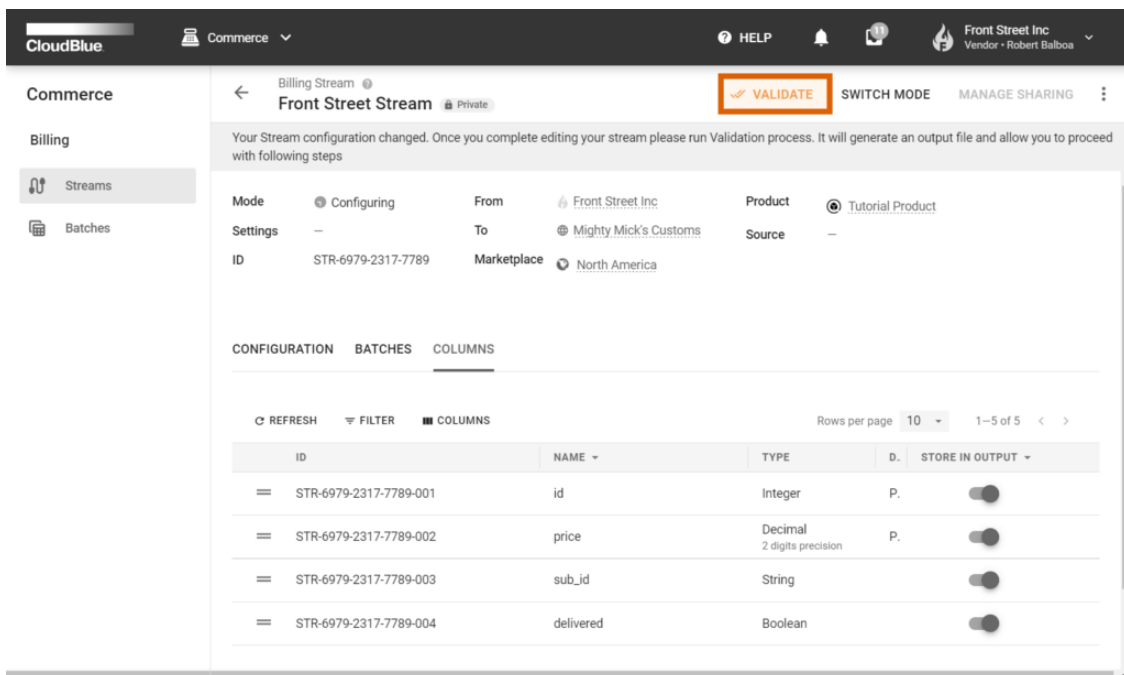 CloudBlue
Commerce
HELP
11
Front Street Inc
Vendor • Robert Balboa
Commerce
Billing
Streams
Batches
Billing Stream
Front Street Stream Private
VALIDATE
SWITCH MODE
MANAGE SHARING
Your Stream configuration changed. Once you complete editing your stream please run Validation process. It will generate an output file and allow you to proceed
with following steps
Mode Configuring From Front Street Inc Product Tutorial Product
Settings — To Mighty Mick's Customs Source —
ID STR-6979-2317-7789 Marketplace North America
CONFIGURATION BATCHES COLUMNS
REFRESH FILTER COLUMNS Rows per page 10 1—5 of 5
ID NAME TYPE D. STORE IN OUTPUT
STR-6979-2317-7789-001 id Integer P.
STR-6979-2317-7789-002 price Decimal P.
2 digits precision
STR-6979-2317-7789-003 sub_id String
STR-6979-2317-7789-004 delivered Boolean